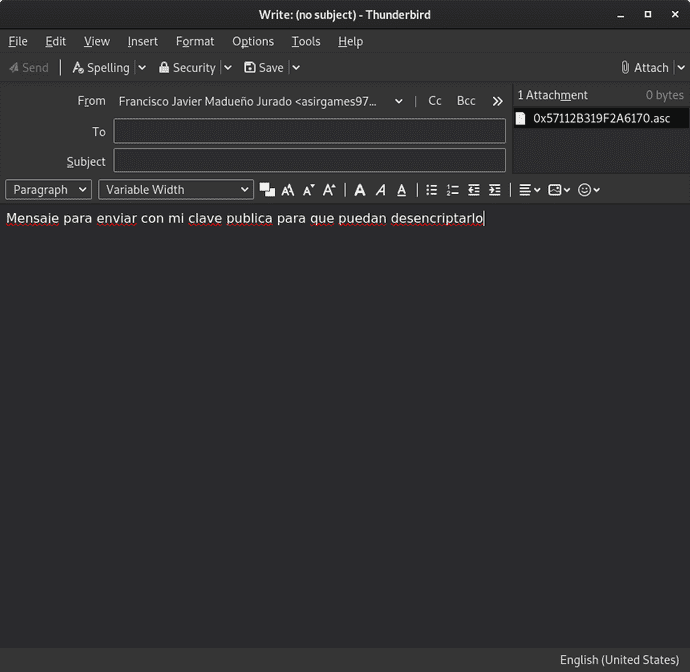 Write: (no subject) - Thunderbird
File Edit View Insert Format Options Tools Help
Send Spelling Security Save Attach
From Francisco Javier Madueño Jurado <asirgames97... Cc Bcc
1 Attachment 0 bytes
0x57112B319F2A6170.asc
To
Subject
Paragraph Variable Width
Mensaje para enviar con mi clave publica para que puedan desencriptarlo
English (United States)